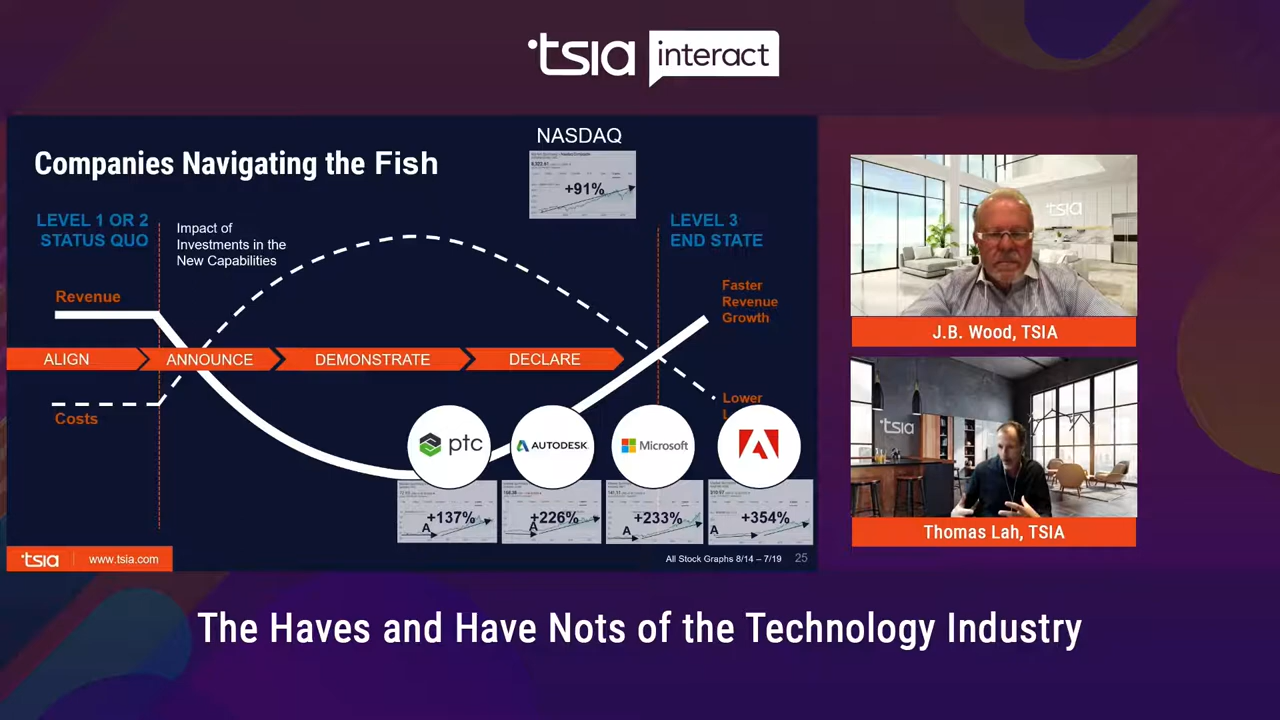 tsia interact
NASDAQ
+91%
Companies Navigating the Fish
LEVEL 1 OR 2
STATUS QUO
Impact of
Investments in the
New Capabilities
LEVEL 3
END STATE
Revenue
Faster
Revenue
Growth
ALIGN
ANNOUNCE
DEMONSTRATE
DECLARE
Costs
Lower
ptc
AUTODESK
Microsoft
+137%
A
+226%
A
+233%
A
+354%
A
tsia
www.tsia.com
All Stock Graphs 8/14 – 7/19
25
tsia
J.B. Wood, TSIA
tsia
Thomas Lah, TSIA
The Haves and Have Nots of the Technology Industry